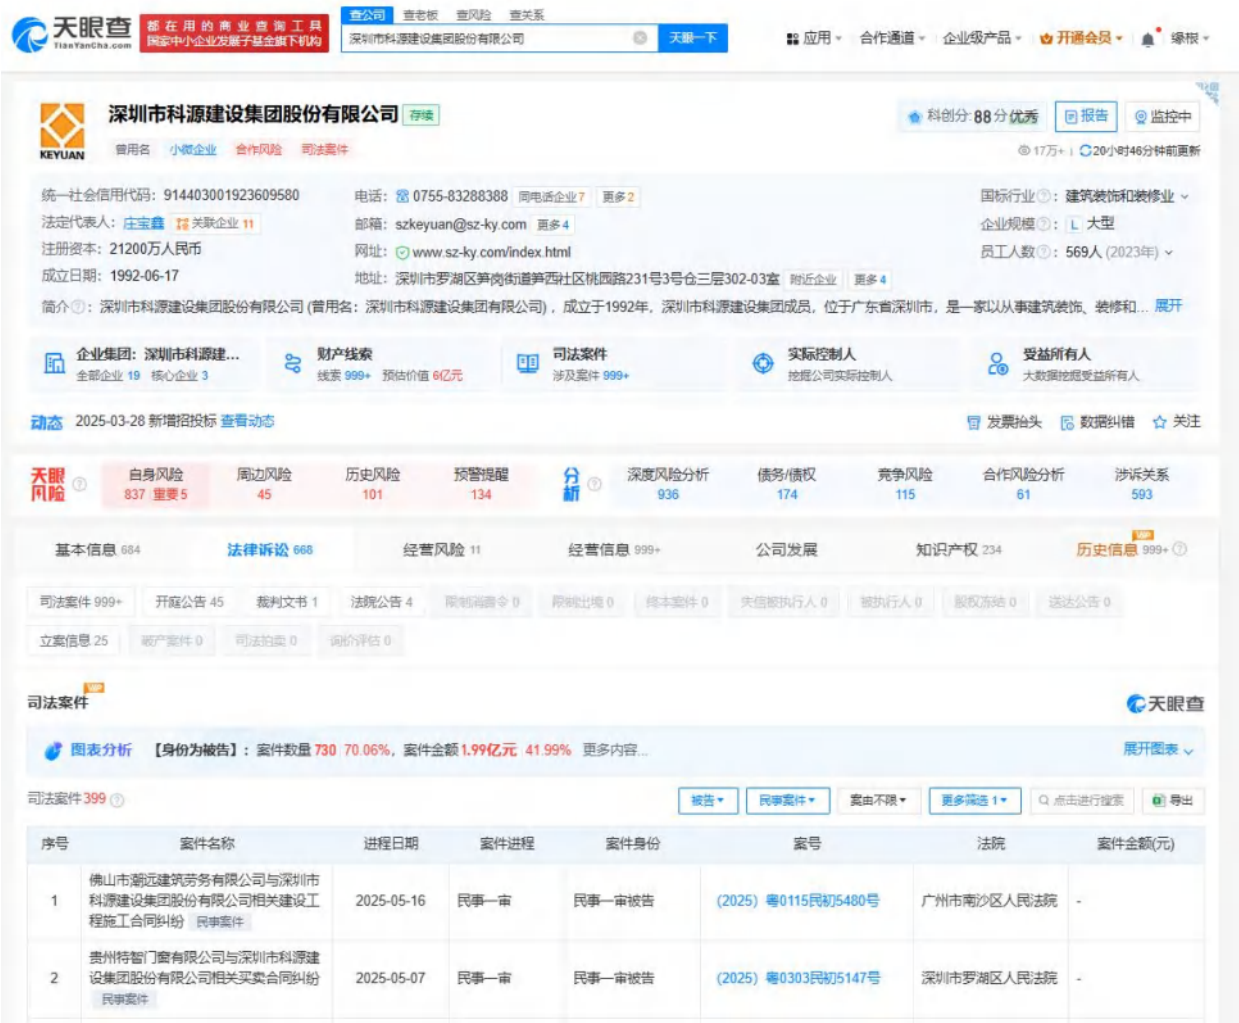 查公司 查老板 查风险 查关系
天眼查 都在用的商业查询工具
TianYanCha.com 国家中小企业发展子基金旗下机构
深圳市科源建设集团股份有限公司 天眼一下 应用 合作通道 企业级产品 开通会员 缘根
深圳市科源建设集团股份有限公司 存续 科创分:88分优秀 报告 监控中
KEYUAN 曾用名 小微企业 合作风险 司法案件 17万+ 20小时46分钟前更新
统一社会信用代码：914403001923609580 电话：0755-83288388 同电话企业7 更多2 国标行业：建筑装饰和装修业
法定代表人：庄宝鑫 关联企业 11 邮箱：szkeyuan@sz-ky.com 更多4 企业规模：L 大型
注册资本：21200万人民币 网址：www.sz-ky.com/index.html 员工人数：569人 (2023年)
成立日期：1992-06-17 地址：深圳市罗湖区笋岗街道笋西社区桃园路231号3号仓三层302-03室 附近企业 更多 4
简介：深圳市科源建设集团股份有限公司 (曾用名：深圳市科源建设集团有限公司)，成立于1992年，深圳市科源建设集团成员，位于广东省深圳市，是一家以从事建筑装饰、装修和... 展开
企业集团：深圳市科源建... 财产线索 司法案件 实际控制人 受益所有人
全部企业 19 核心企业 3 线索 999+ 预估价值 6亿元 涉及案件 999+ 挖掘公司实际控制人 大数据挖掘受益所有人
动态 2025-03-28 新增招投标 查看动态 发票抬头 数据纠错 关注
天眼风险 自身风险 周边风险 历史风险 预警提醒 分析 深度风险分析 债务/债权 竞争风险 合作风险分析 涉诉关系
837 重要5 45 101 134 936 174 115 61 593
基本信息 684 法律诉讼 668 经营风险 11 经营信息 999+ 公司发展 知识产权 234 历史信息 999+ VIP
司法案件 999+ 开庭公告 45 裁判文书 1 法院公告 4 限制消费令 0 限制出境 0 终本案件 0 失信被执行人 0 被执行人 0 股权冻结 0 送达公告 0
立案信息 25 破产案件 0 司法拍卖 0 询价评估 0
司法案件 VIP 天眼查
图表分析 【身份为被告】：案件数量 730 70.06%，案件金额 1.99亿元 41.99% 更多内容... 展开图表
司法案件 399 被告 民事案件 案由不限 更多筛选 1 点击进行搜索 导出
序号 案件名称 进程日期 案件进程 案件身份 案号 法院 案件金额(元)
佛山市潮远建筑劳务有限公司与深圳市
1 科源建设集团股份有限公司相关建设工 2025-05-16 民事一审 民事一审被告 (2025) 粤0115民初5480号 广州市南沙区人民法院 -
程施工合同纠纷 民事案件
贵州特智门窗有限公司与深圳市科源建
2 设集团股份有限公司相关买卖合同纠纷 2025-05-07 民事一审 民事一审被告 (2025) 粤0303民初5147号 深圳市罗湖区人民法院 -
民事案件